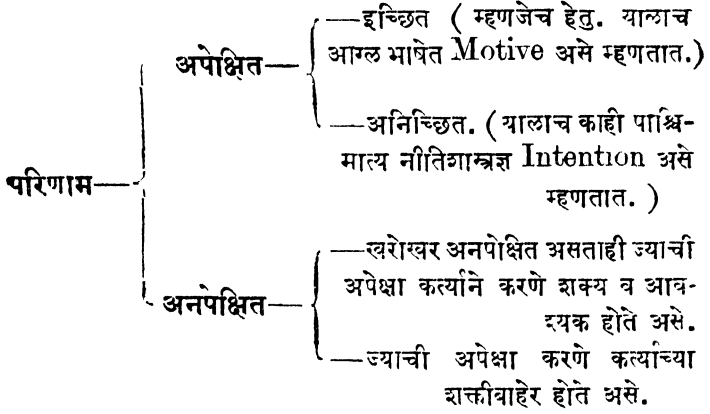 —इच्छित ( म्हणजेच हेतु. यालाच
अपेक्षित—
आग्ल भाषेत Motive असे म्हणतात.)
—अनिच्छित. ( यालाच काही पाश्चि-
मात्य नीतिशास्त्रज्ञ Intention असे
परिणाम—
म्हणतात. )
—खरोखर अनपेक्षित असताही ज्याची
अपेक्षा कर्त्याने करणे शक्य व आव-
अनपेक्षित—
श्यक होते असे.
—ज्याची अपेक्षा करणे कर्त्याच्या
शक्तीबाहेर होते असे.